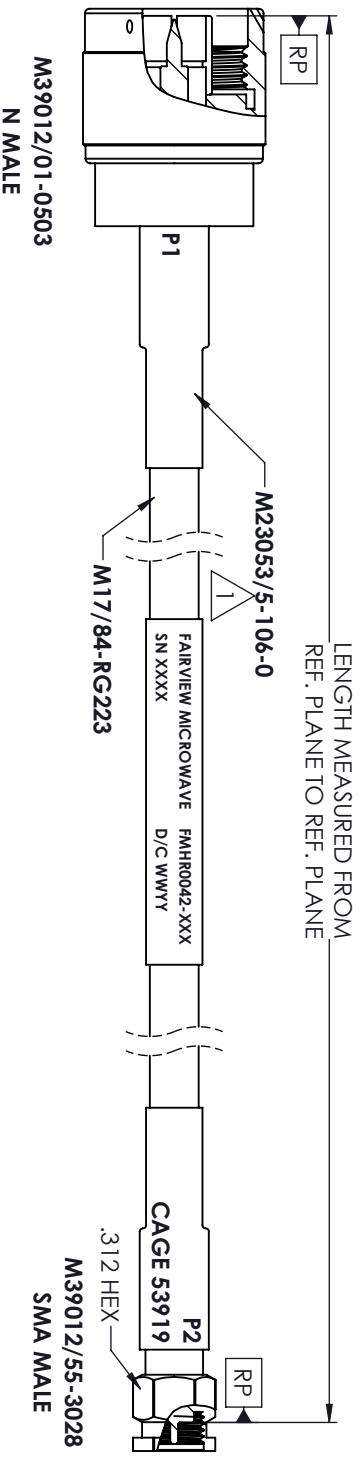 LENGTH MEASURED FROM
REF. PLANE TO REF. PLANE
RP
RP
M39012/01-0503
N MALE
P1
M23053/5-106-0
1
M17/84-RG223
FAIRVIEW MICROWAVE FMHR0042-XXX
SN XXXX D/C WWYY
P2
CAGE 53919
.312 HEX
M39012/55-3028
SMA MALE